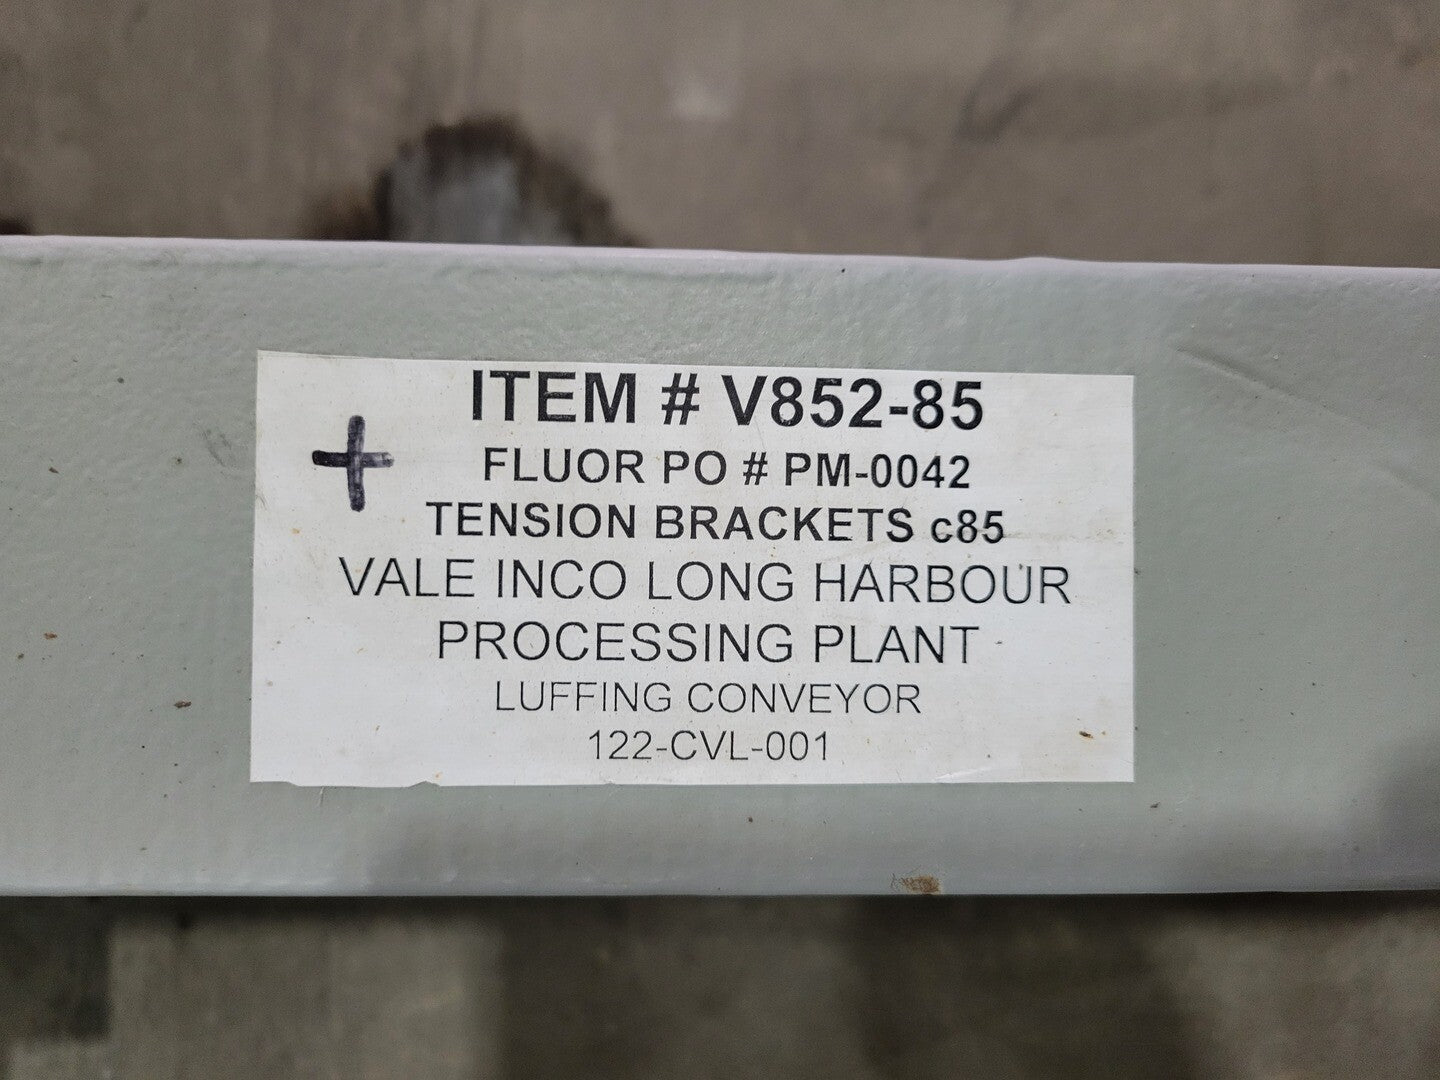 ITEM # V852-85
+
FLUOR PO # PM-0042
TENSION BRACKETS c85
VALE INCO LONG HARBOUR
PROCESSING PLANT
LUFFING CONVEYOR
122-CVL-001